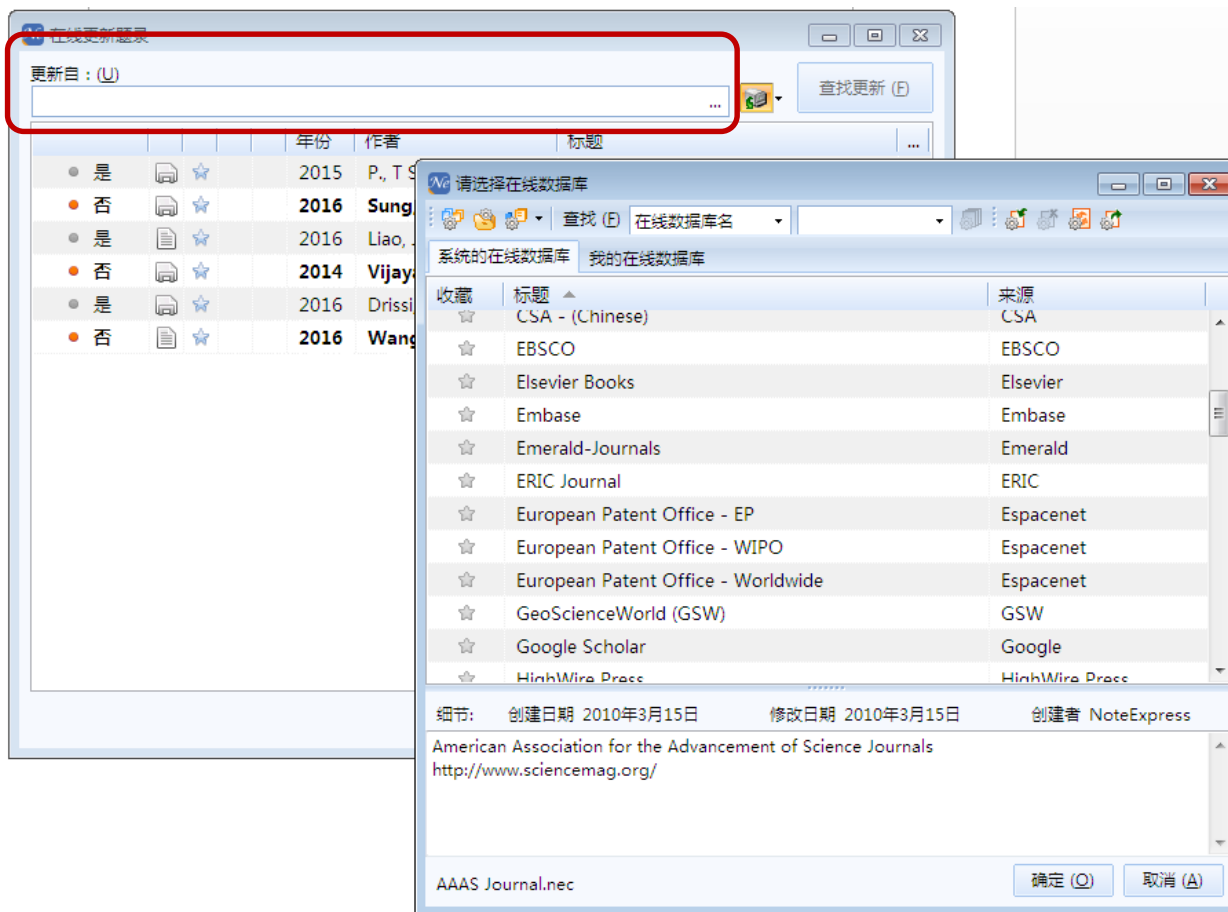 在线更新题录
更新自：(U)
...
查找更新 (F)
年份 作者 标题 ...
是 2015 P., T S
否 2016 Sung,
是 2016 Liao,
否 2014 Vijay
是 2016 Drissi,
否 2016 Wang
请选择在线数据库
查找 (F) 在线数据库名
系统的在线数据库 我的在线数据库
收藏 标题 来源
CSA - (Chinese) CSA
EBSCO EBSCO
Elsevier Books Elsevier
Embase Embase
Emerald-Journals Emerald
ERIC Journal ERIC
European Patent Office - EP Espacenet
European Patent Office - WIPO Espacenet
European Patent Office - Worldwide Espacenet
GeoScienceWorld (GSW) GSW
Google Scholar Google
HighWire Press HighWire Press
细节: 创建日期 2010年3月15日 修改日期 2010年3月15日 创建者 NoteExpress
American Association for the Advancement of Science Journals
http://www.sciencemag.org/
AAAS Journal.nec
确定 (O) 取消 (A)